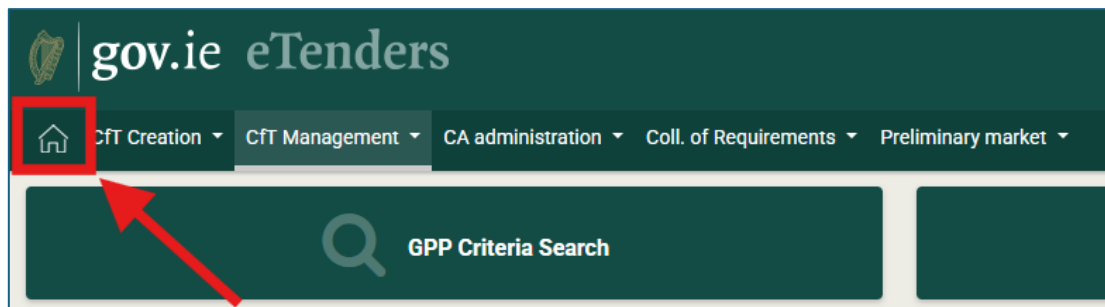 gov.ie eTenders
CfT Creation CfT Management CA administration Coll. of Requirements Preliminary market
GPP Criteria Search